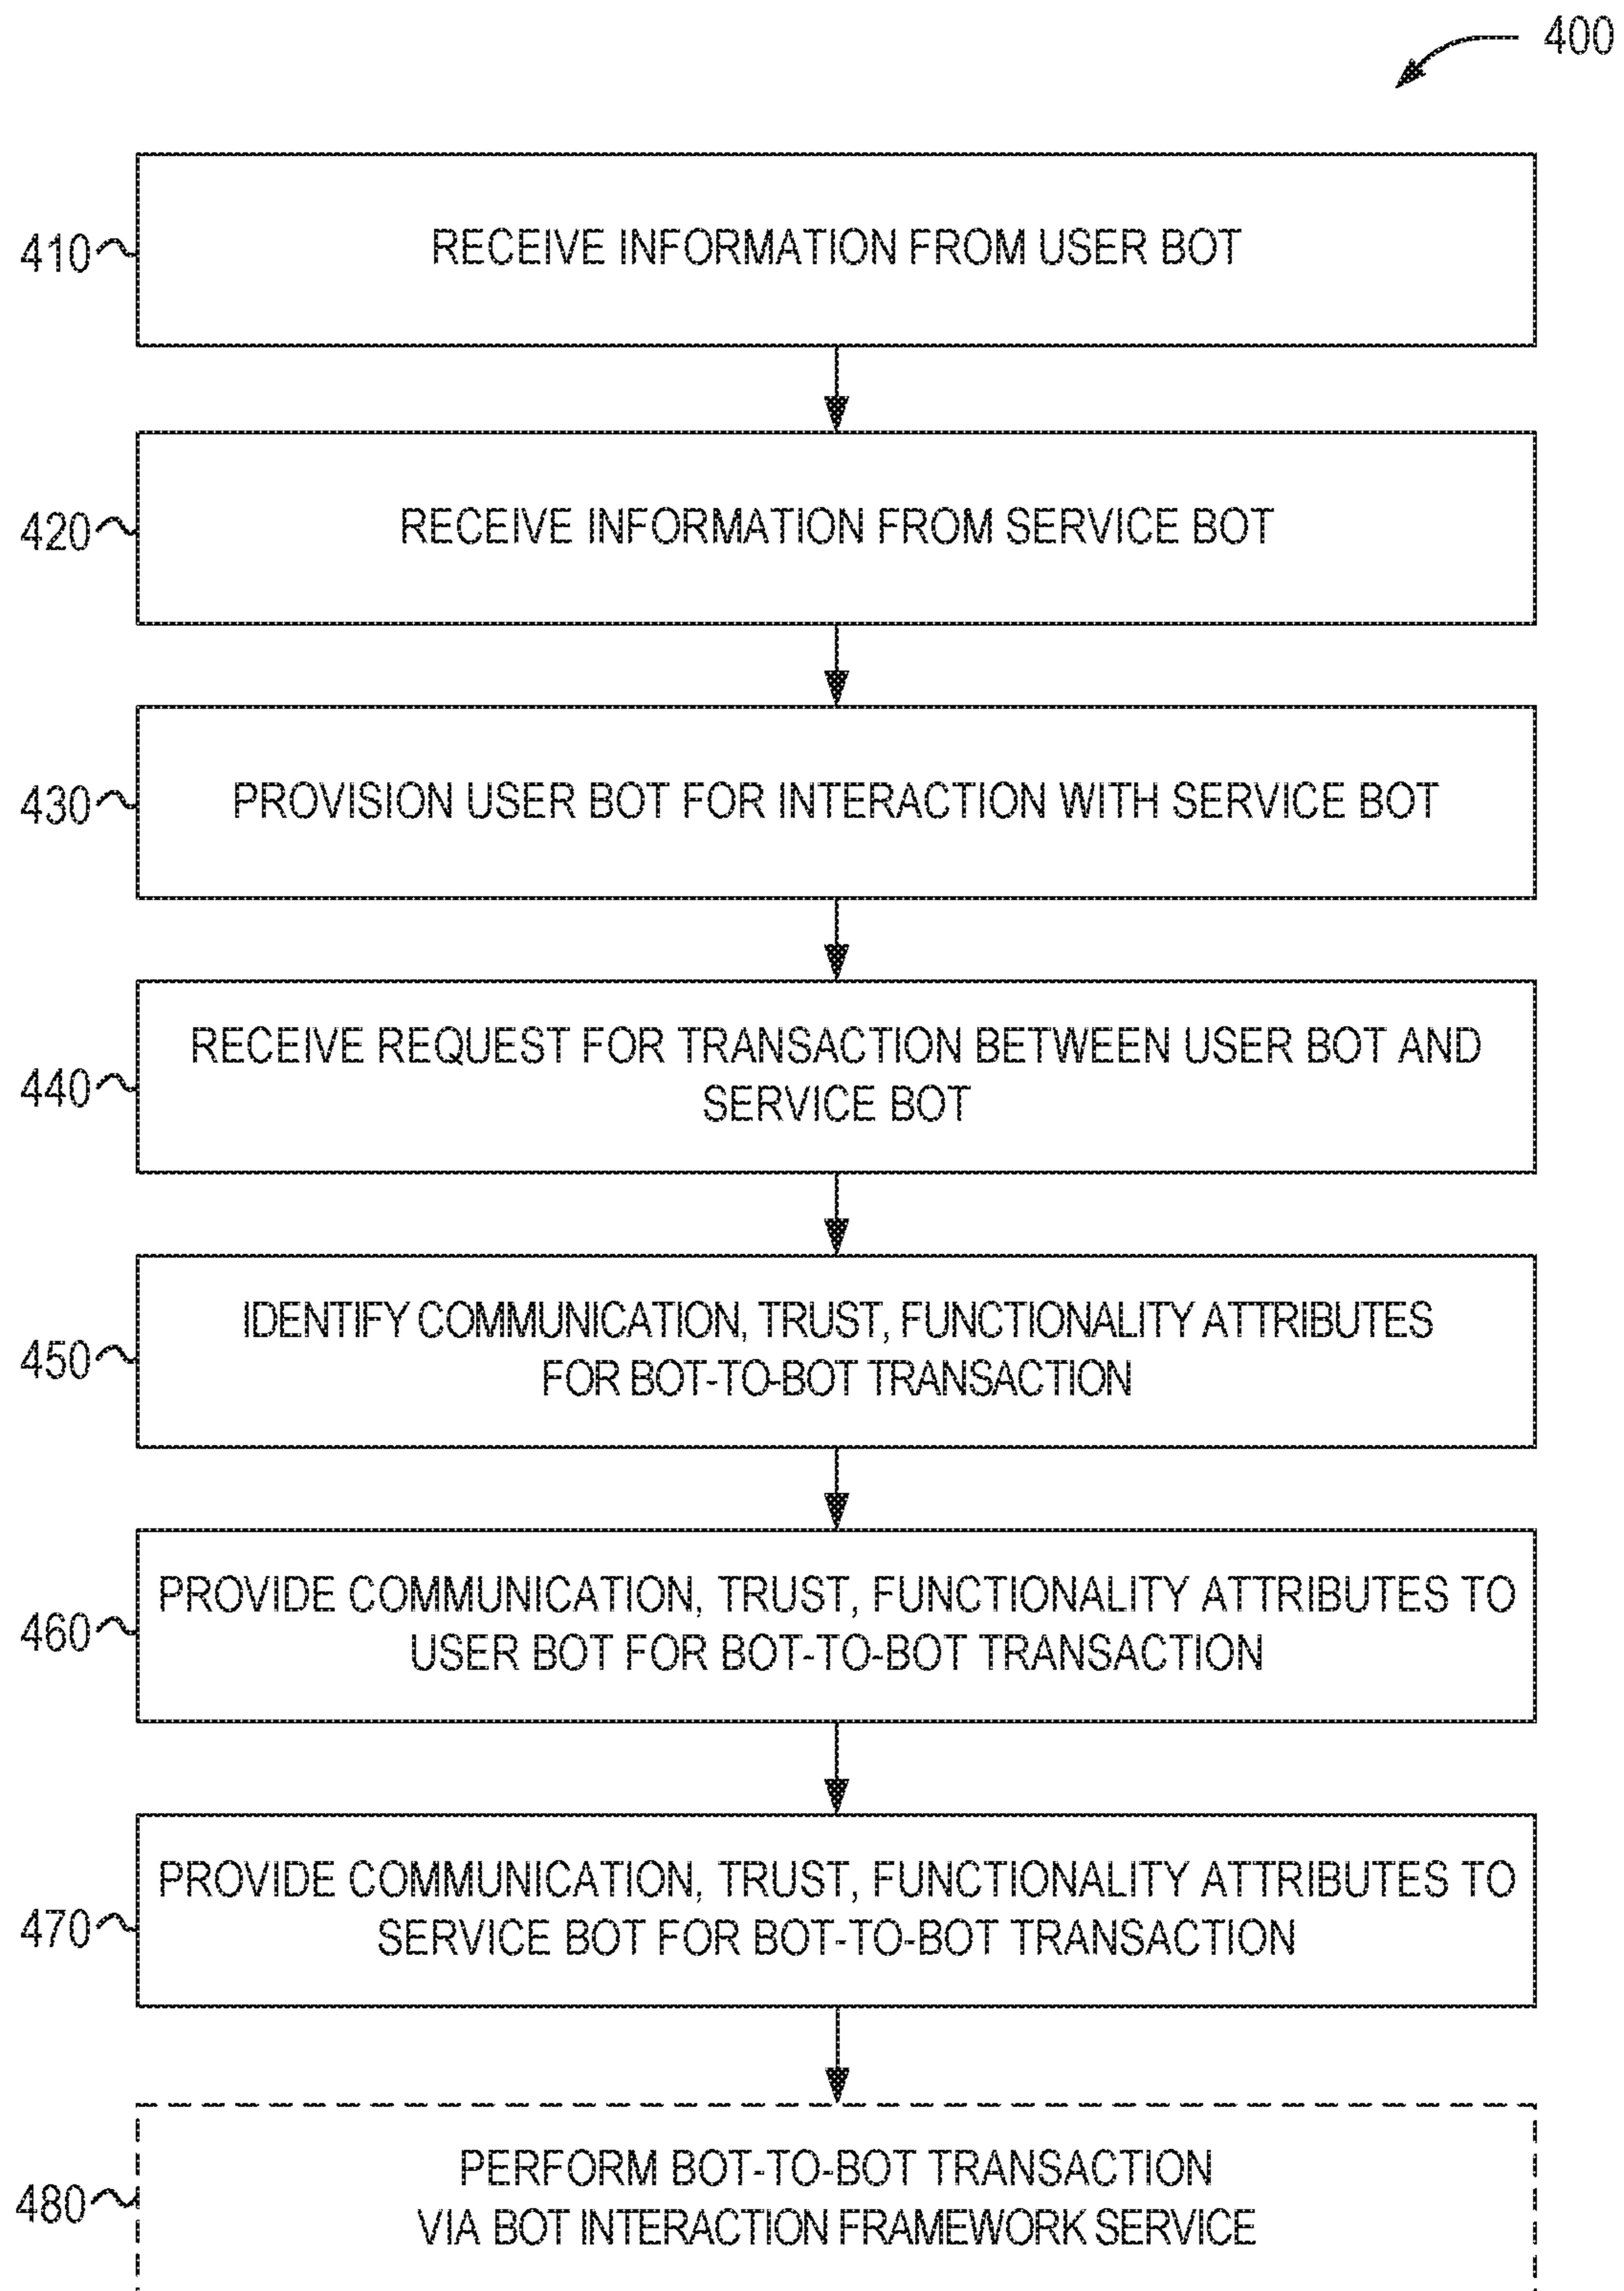 400
410
RECEIVE INFORMATION FROM USER BOT
420
RECEIVE INFORMATION FROM SERVICE BOT
430
PROVISION USER BOT FOR INTERACTION WITH SERVICE BOT
440
RECEIVE REQUEST FOR TRANSACTION BETWEEN USER BOT AND
SERVICE BOT
450
IDENTIFY COMMUNICATION, TRUST, FUNCTIONALITY ATTRIBUTES
FOR BOT-TO-BOT TRANSACTION
460
PROVIDE COMMUNICATION, TRUST, FUNCTIONALITY ATTRIBUTES TO
USER BOT FOR BOT-TO-BOT TRANSACTION
470
PROVIDE COMMUNICATION, TRUST, FUNCTIONALITY ATTRIBUTES TO
SERVICE BOT FOR BOT-TO-BOT TRANSACTION
480
PERFORM BOT-TO-BOT TRANSACTION
VIA BOT INTERACTION FRAMEWORK SERVICE